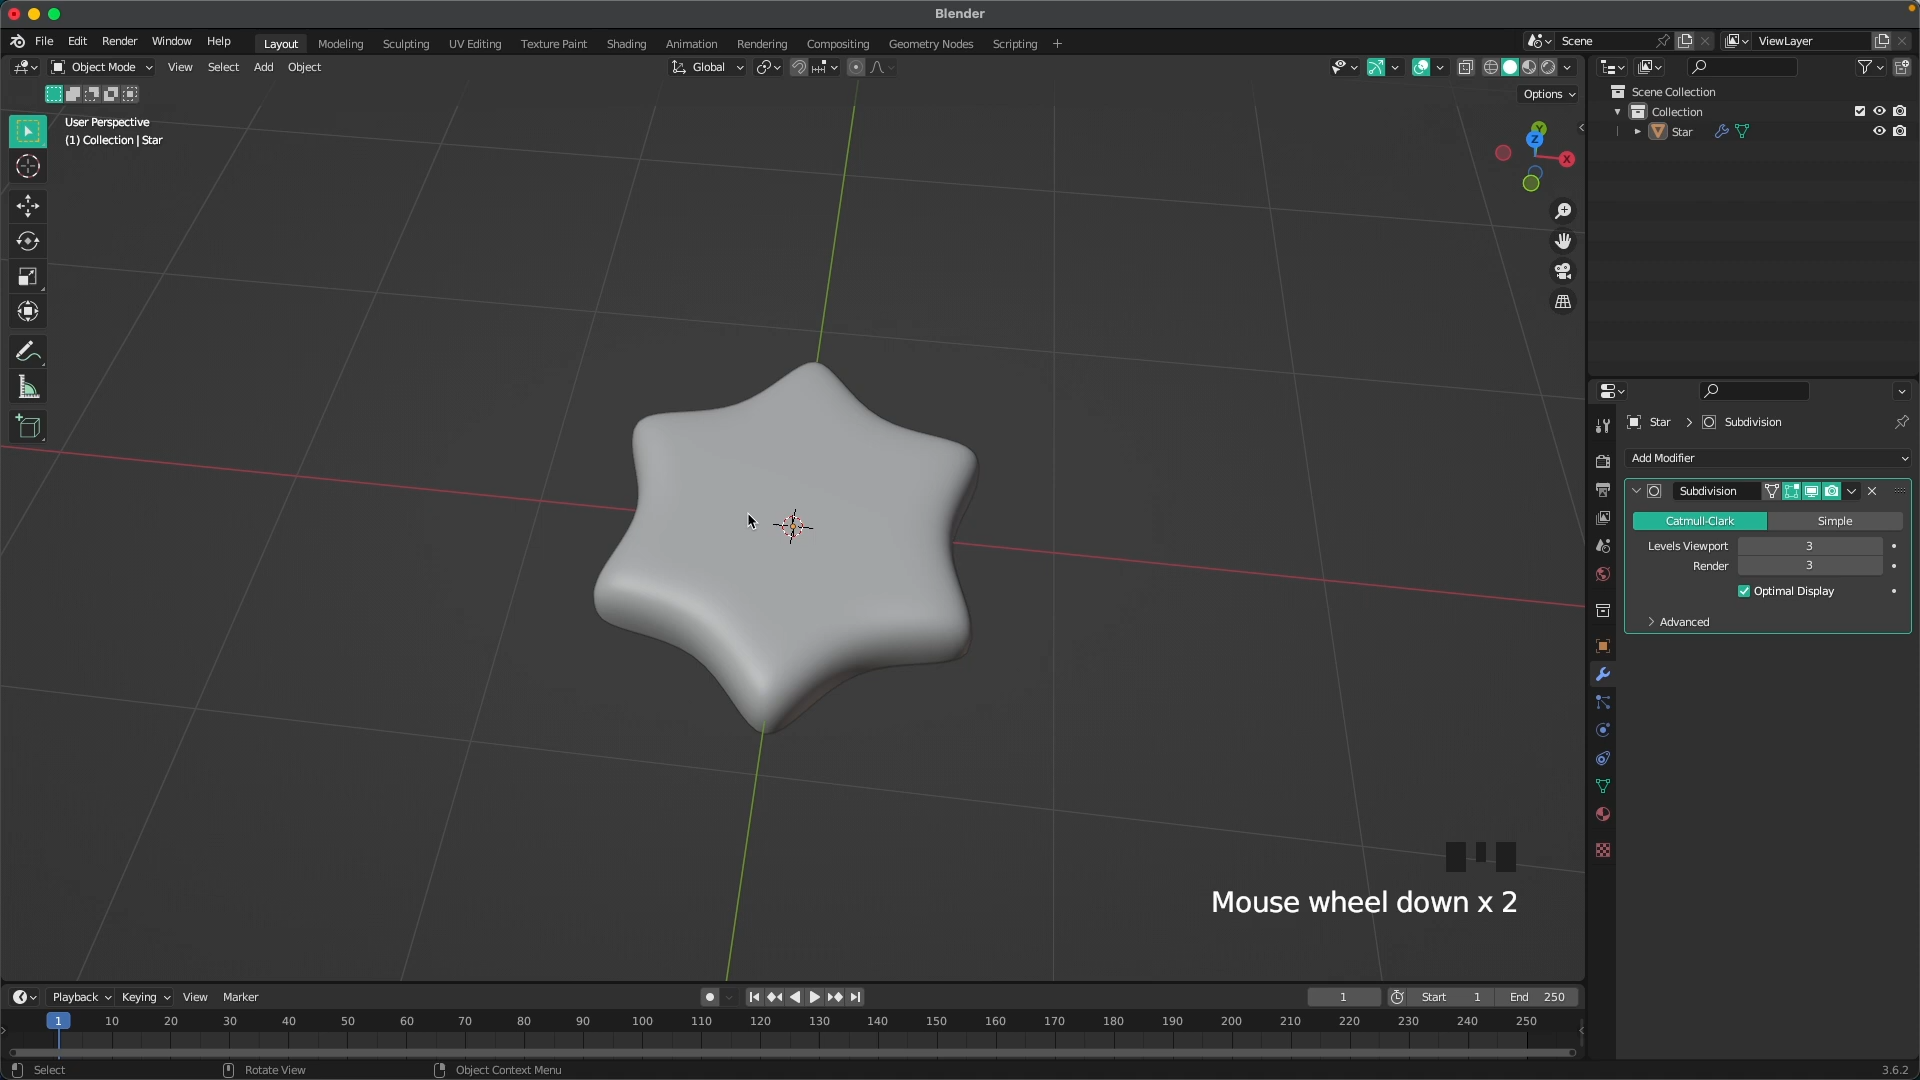 Blender
File Edit Render Window Help
Layout Modeling Sculpting UV Editing Texture Paint Shading Animation Rendering Compositing Geometry Nodes Scripting +
Scene
ViewLayer
Object Mode View Select Add Object
Global
Options
User Perspective
(1) Collection | Star
Y
Z
X
Scene Collection
Collection
Star
Star > Subdivision
Add Modifier
Subdivision
Catmull-Clark Simple
Levels Viewport 3
Render 3
Optimal Display
Advanced
Mouse wheel down x 2
Playback Keying View Marker
1 Start 1 End 250
1 10 20 30 40 50 60 70 80 90 100 110 120 130 140 150 160 170 180 190 200 210 220 230 240 250
Select Rotate View Object Context Menu 3.6.2